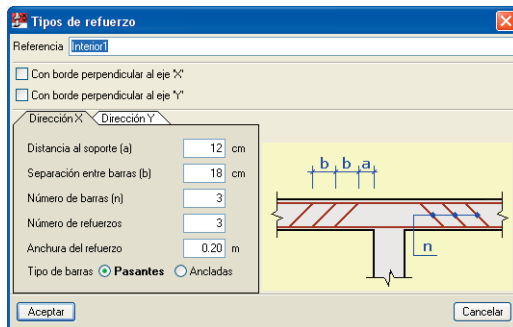 Tipos de refuerzo
Referencia Interior1
Con borde perpendicular al eje 'X'
Con borde perpendicular al eje 'Y'
Dirección X Dirección Y
Distancia al soporte (a) 12 cm
Separación entre barras (b) 18 cm
Número de barras (n) 3
Número de refuerzos 3
Anchura del refuerzo 0.20 m
Tipo de barras Pasantes Ancladas
b b a
n
Aceptar Cancelar